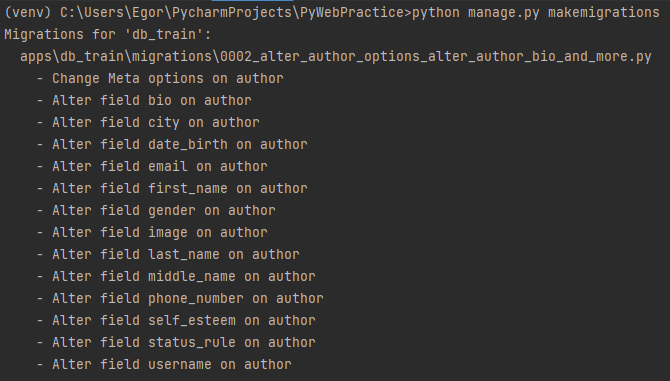 (venv) C:\Users\Egor\PycharmProjects\PyWebPractice>python manage.py makemigrations
Migrations for 'db_train':
  apps\db_train\migrations\0002_alter_author_options_alter_author_bio_and_more.py
    - Change Meta options on author
    - Alter field bio on author
    - Alter field city on author
    - Alter field date_birth on author
    - Alter field email on author
    - Alter field first_name on author
    - Alter field gender on author
    - Alter field image on author
    - Alter field last_name on author
    - Alter field middle_name on author
    - Alter field phone_number on author
    - Alter field self_esteem on author
    - Alter field status_rule on author
    - Alter field username on author